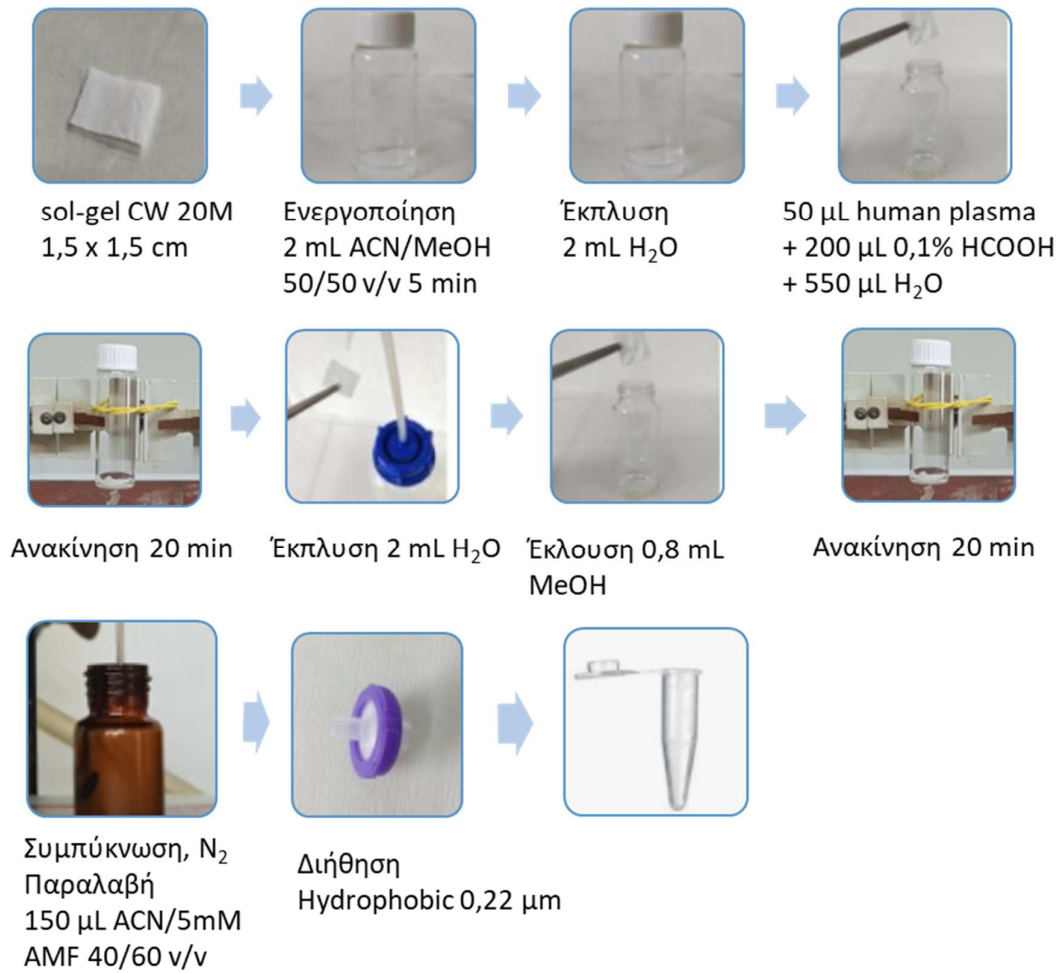 sol-gel CW 20M
1,5 x 1,5 cm
Ενεργοποίηση
2 mL ACN/MeOH
50/50 v/v 5 min
Έκπλυση
2 mL H₂O
50 μL human plasma
+ 200 μL 0,1% HCOOH
+ 550 μL H₂O
Ανακίνηση 20 min
Έκπλυση 2 mL H₂O
Έκλουση 0,8 mL
MeOH
Ανακίνηση 20 min
Συμπύκνωση, N₂
Παραλαβή
150 μL ACN/5mM
AMF 40/60 v/v
Διήθηση
Hydrophobic 0,22 μm